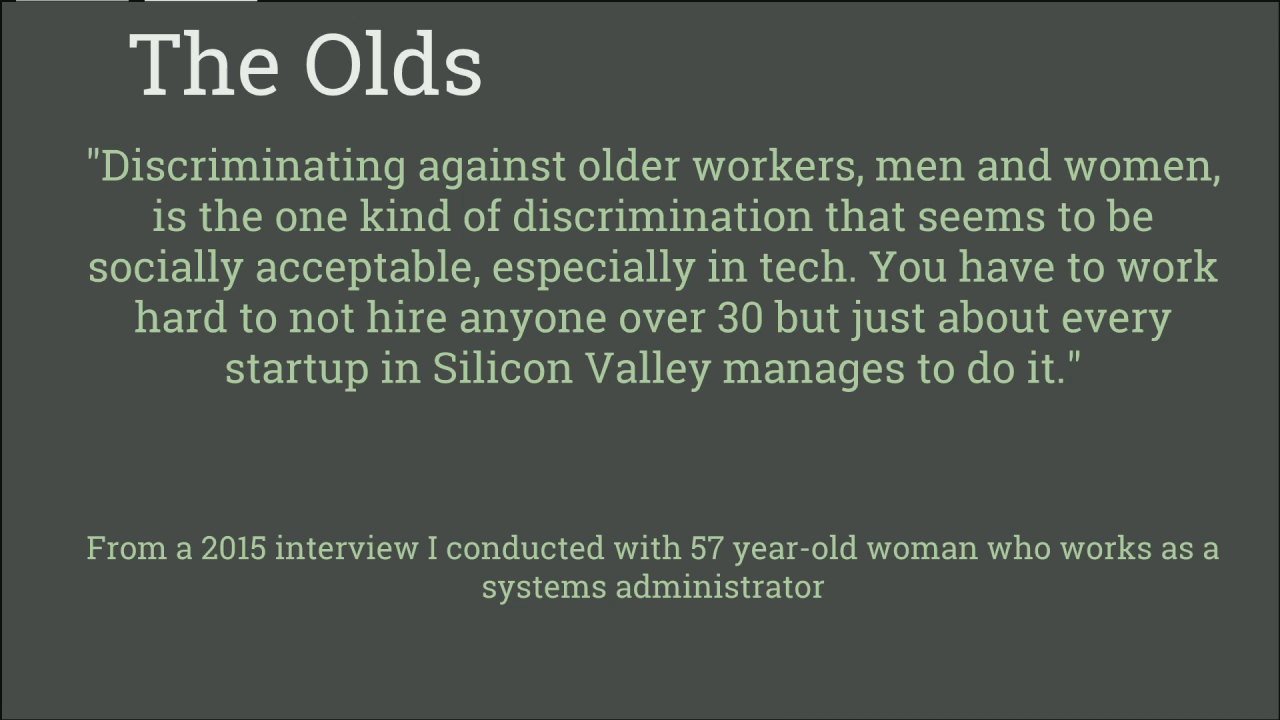 The Olds
"Discriminating against older workers, men and women,
is the one kind of discrimination that seems to be
socially acceptable, especially in tech. You have to work
hard to not hire anyone over 30 but just about every
startup in Silicon Valley manages to do it."
From a 2015 interview I conducted with 57 year-old woman who works as a
systems administrator